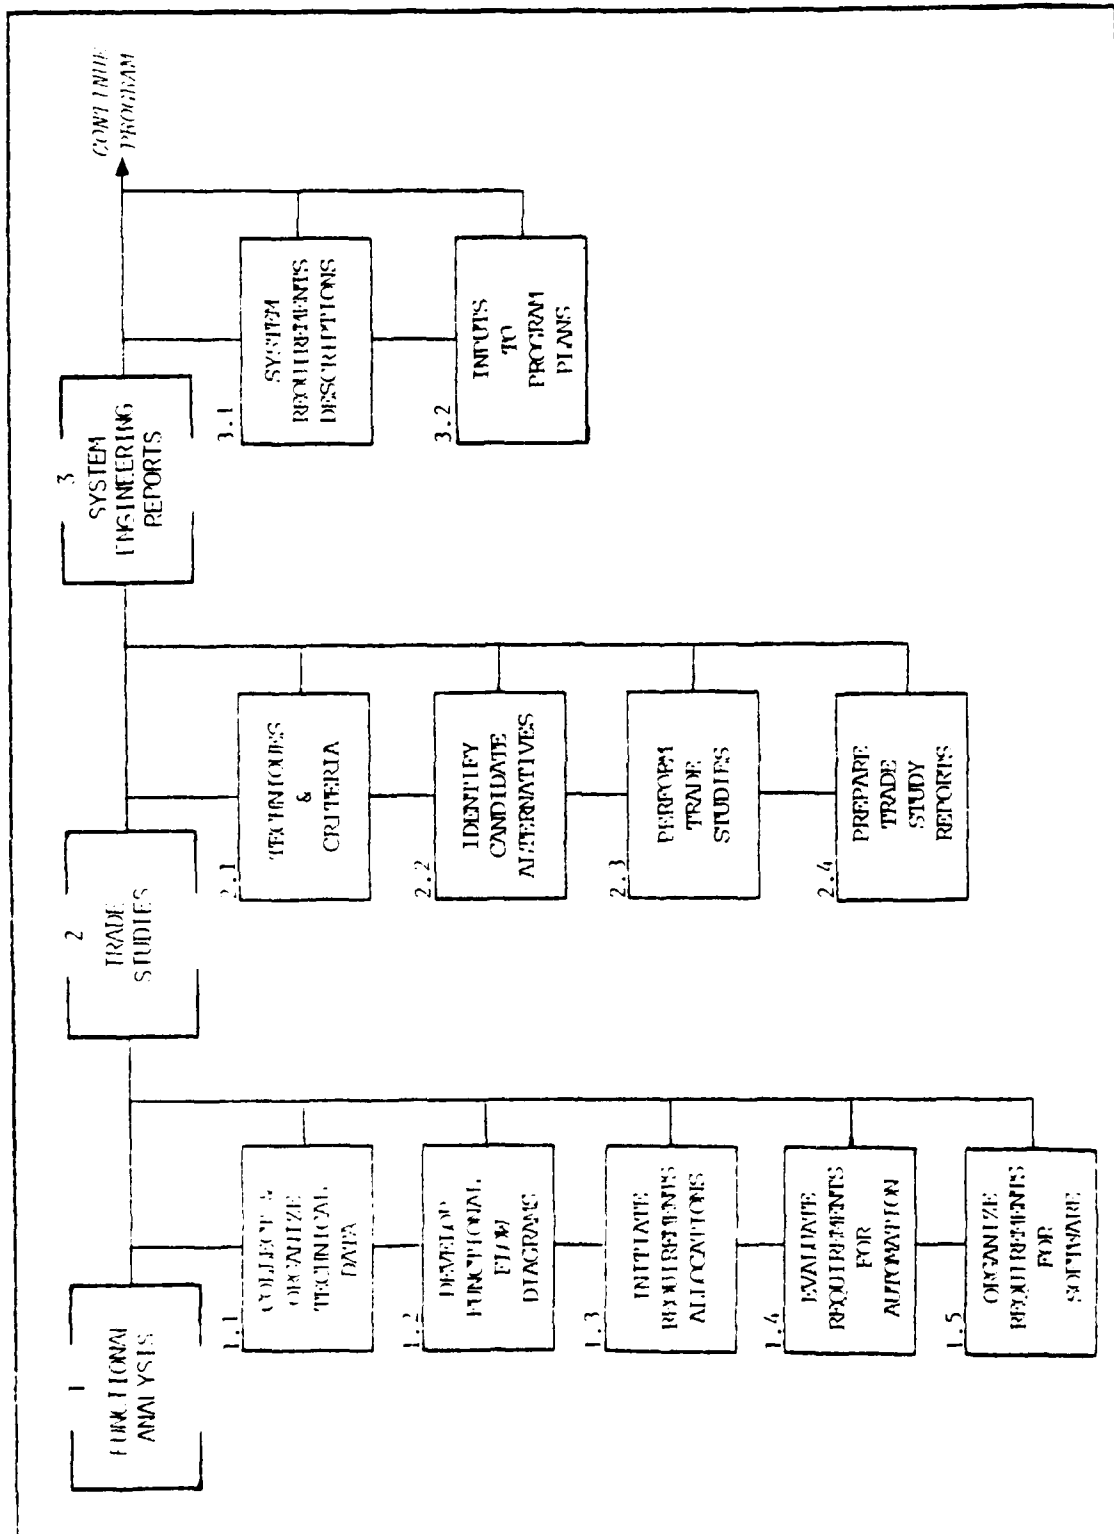 1
FUNCTIONAL
ANALYSIS
1.1
COLLECT &
ORGANIZE
TECHNICAL
DATA
1.2
DEVELOP
FUNCTIONAL
FLOW
DIAGRAMS
1.3
INITIATE
REQUIREMENTS
ALLOCATIONS
1.4
EVALUATE
REQUIREMENTS
FOR
AUTOMATION
1.5
ORGANIZE
REQUIREMENTS
FOR
SOFTWARE
2
TRADE
STUDIES
2.1
TECHNIQUES
&
CRITERIA
2.2
IDENTIFY
CANDIDATE
ALTERNATIVES
2.3
PERFORM
TRADE
STUDIES
2.4
PREPARE
TRADE
STUDY
REPORTS
3
SYSTEM
ENGINEERING
REPORTS
3.1
SYSTEM
REQUIREMENTS
DESCRIPTIONS
3.2
INPUTS
TO
PROGRAM
PLANS
CONTINUE
PROGRAM